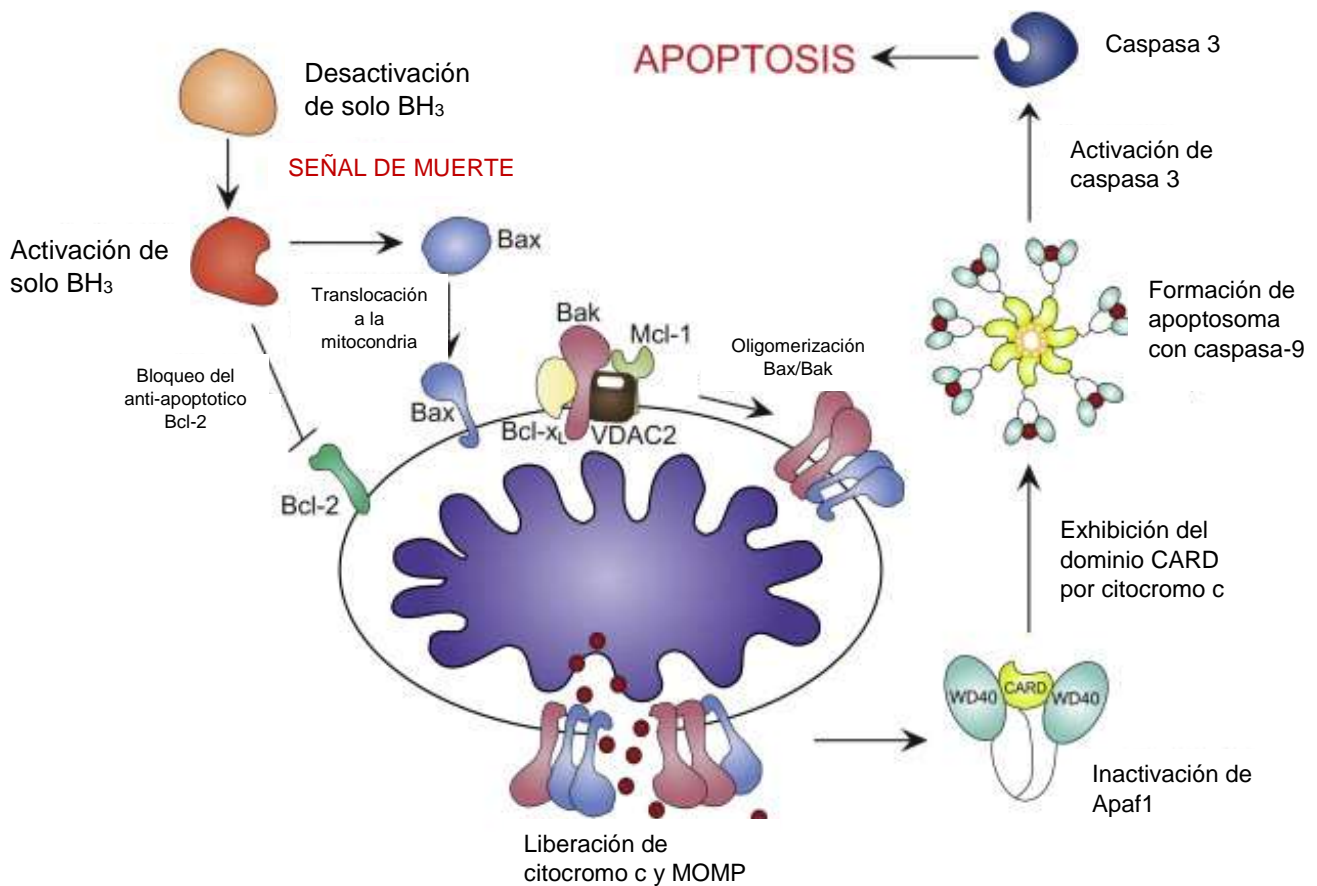 Desactivación
de solo BH₃
SEÑAL DE MUERTE
Activación de
solo BH₃
Bax
Translocación
a la
mitocondria
Bloqueo del
anti-apoptotico
Bcl-2
Bcl-2
Bax
Bak
Mcl-1
Bcl-xL
VDAC2
Oligomerización
Bax/Bak
Liberación de
citocromo c y MOMP
WD40
CARD
WD40
Inactivación de
Apaf1
Exhibición del
dominio CARD
por citocromo c
Formación de
apoptosoma
con caspasa-9
Activación de
caspasa 3
Caspasa 3
APOPTOSIS